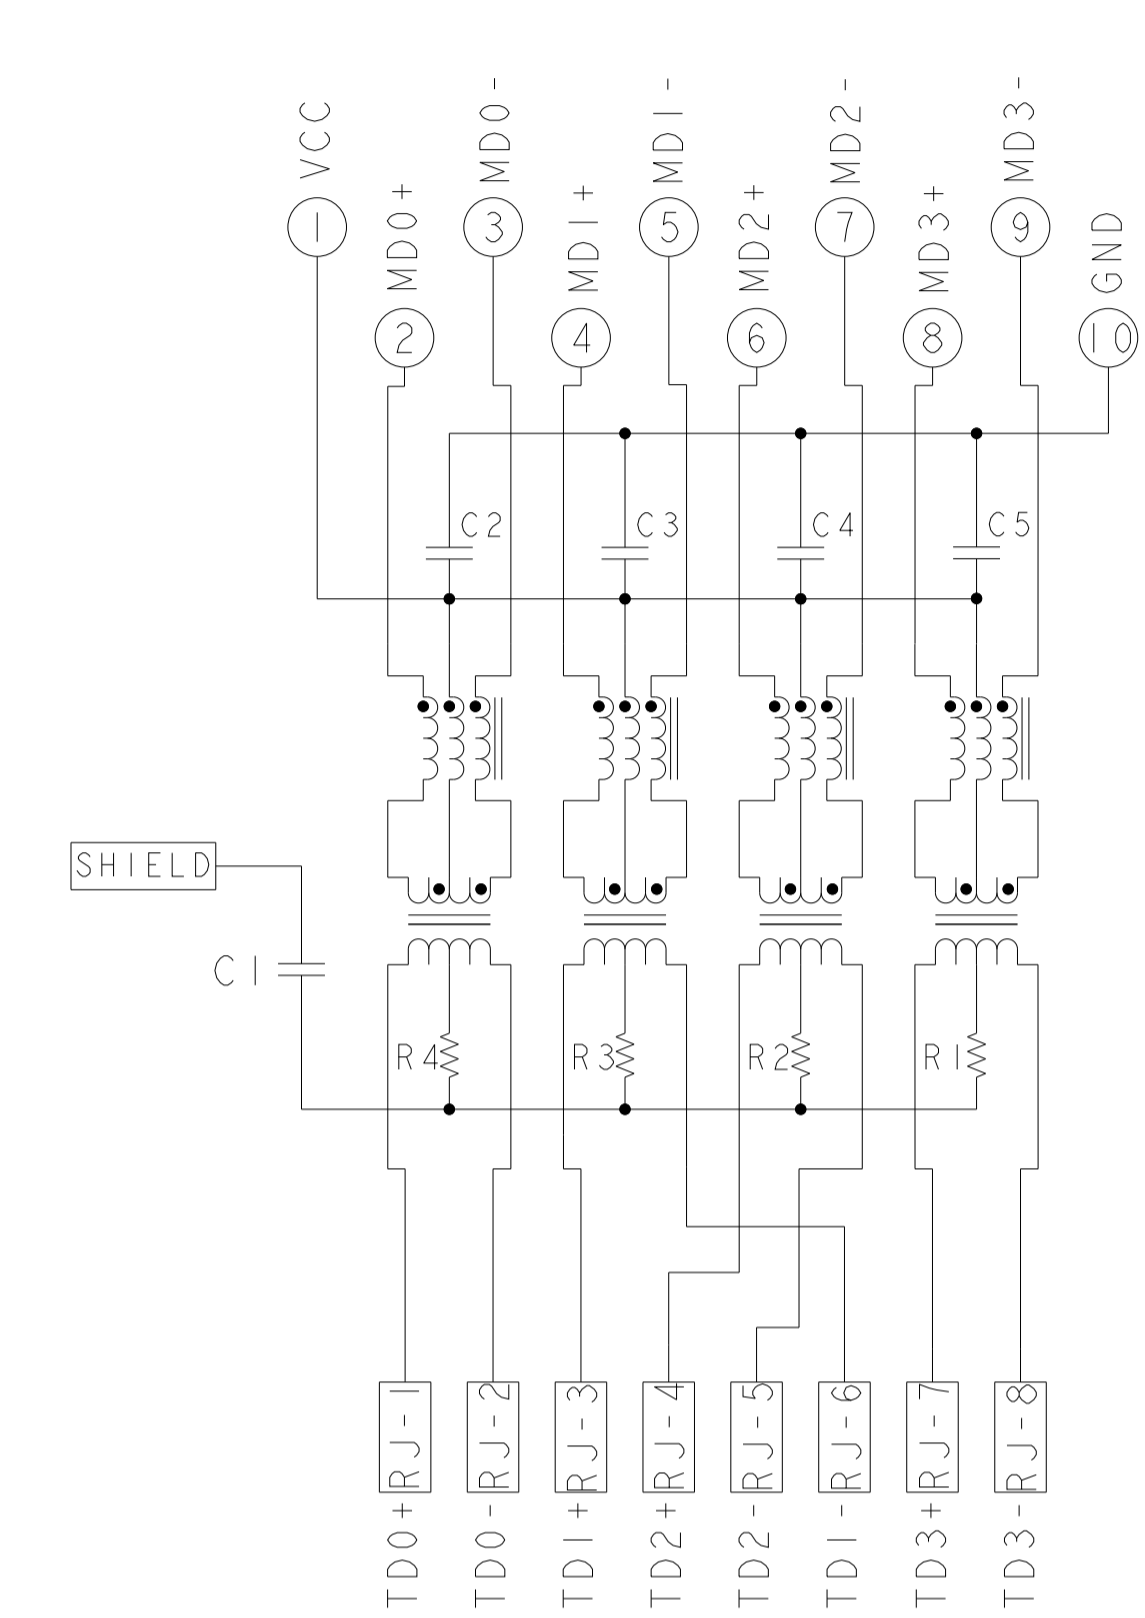 VCC
MD0-
MD1-
MD2-
MD3-
MD0+
MD1+
MD2+
MD3+
GND
1
3
5
7
9
2
4
6
8
10
C2
C3
C4
C5
SHIELD
C1
R4
R3
R2
R1
RJ-1
RJ-2
RJ-3
RJ-4
RJ-5
RJ-6
RJ-7
RJ-8
TD0+
TD0-
TD1+
TD2+
TD2-
TD1-
TD3+
TD3-